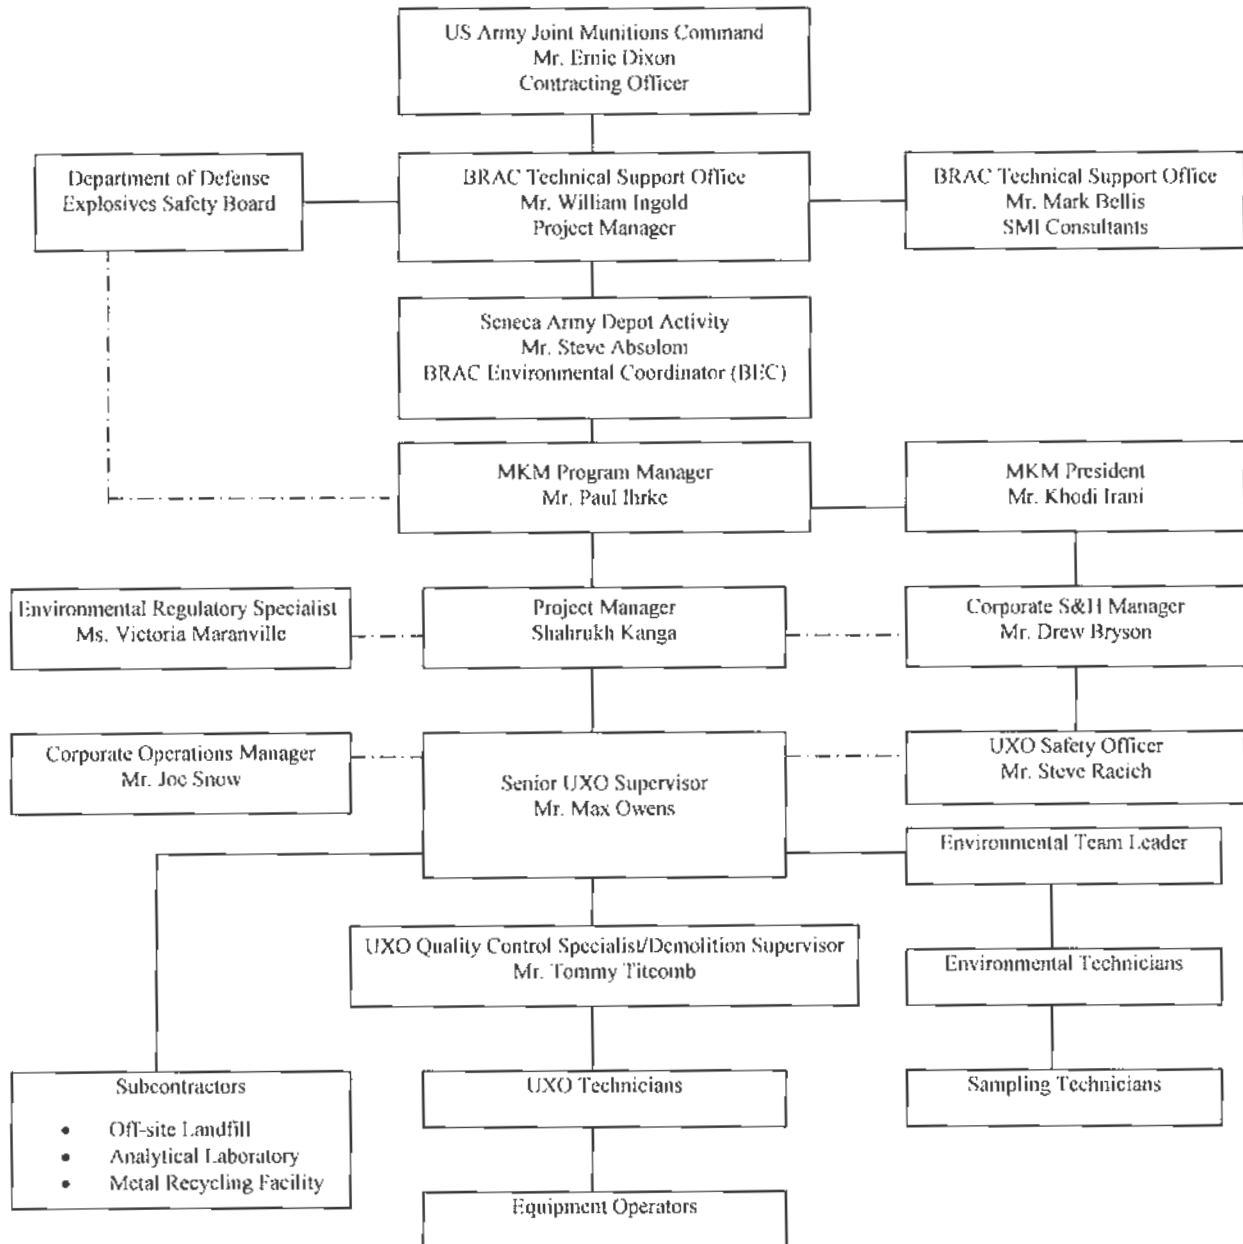 US Army Joint Munitions Command
Mr. Ernie Dixon
Contracting Officer
Department of Defense
Explosives Safety Board
BRAC Technical Support Office
Mr. William Ingold
Project Manager
BRAC Technical Support Office
Mr. Mark Bellis
SMI Consultants
Seneca Army Depot Activity
Mr. Steve Absolom
BRAC Environmental Coordinator (BEC)
MKM Program Manager
Mr. Paul Ihrke
MKM President
Mr. Khodi Irani
Environmental Regulatory Specialist
Ms. Victoria Maranville
Project Manager
Shahrukh Kanga
Corporate S&H Manager
Mr. Drew Bryson
Corporate Operations Manager
Mr. Joe Snow
Senior UXO Supervisor
Mr. Max Owens
UXO Safety Officer
Mr. Steve Racich
Environmental Team Leader
UXO Quality Control Specialist/Demolition Supervisor
Mr. Tommy Titcomb
Environmental Technicians
Subcontractors
• Off-site Landfill
• Analytical Laboratory
• Metal Recycling Facility
UXO Technicians
Sampling Technicians
Equipment Operators